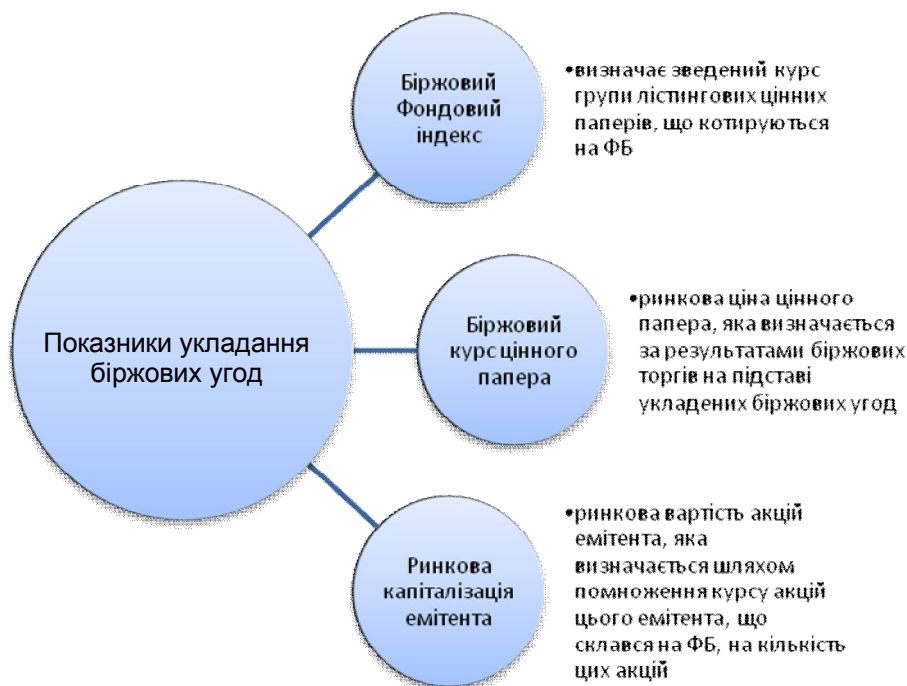 Біржовий
Фондовий
індекс
•визначає зведений курс
групи лістингових цінних
паперів, що котируються
на ФБ
Показники укладання
біржових угод
Біржовий
курс цінного
папера
•ринкова ціна цінного
папера, яка визначається
за результатами біржових
торгів на підставі
укладених біржових угод
Ринкова
капіталізація
емітента
•ринкова вартість акцій
емітента, яка
визначається шляхом
помноження курсу акцій
цього емітента, що
склався на ФБ, на кількість
цих акцій